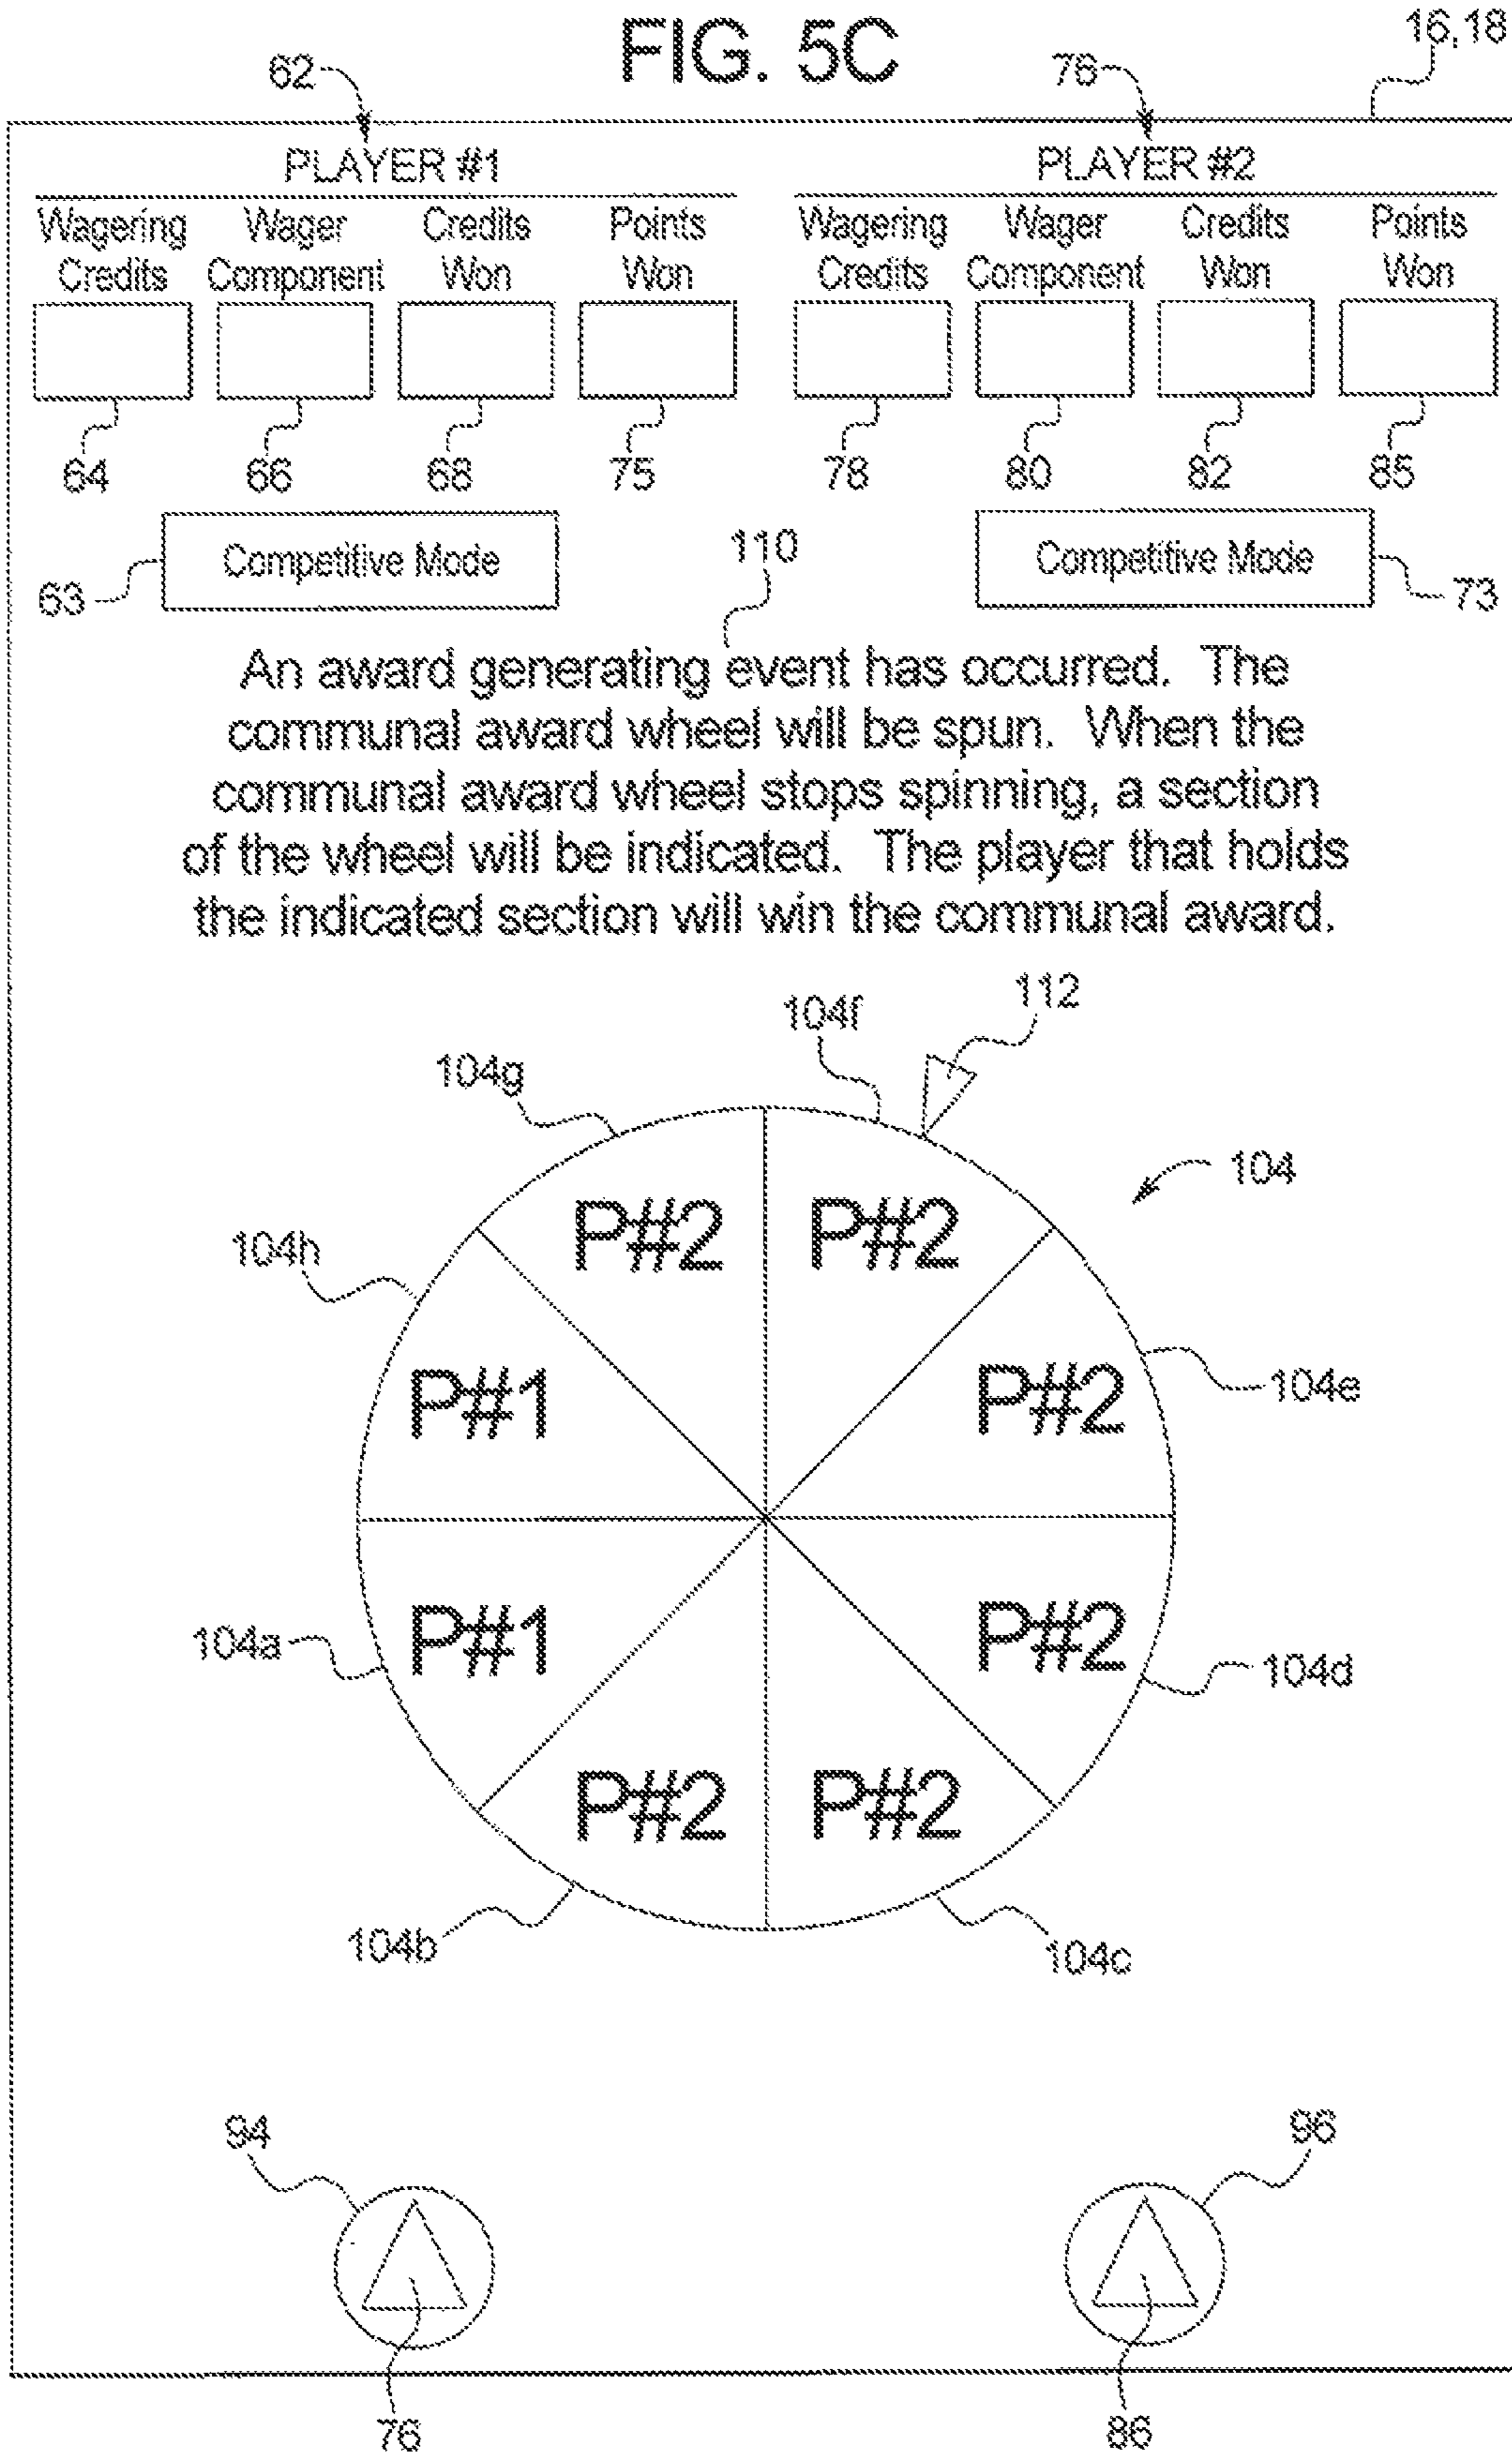 FIG. 5C
16,18
62
76
PLAYER #1
PLAYER #2
Wagering Credits
Wager Component
Credits Won
Points Won
Wagering Credits
Wager Component
Credits Won
Points Won
64
66
68
75
78
80
82
85
63
Competitive Mode
110
Competitive Mode
73
An award generating event has occurred. The
communal award wheel will be spun. When the
communal award wheel stops spinning, a section
of the wheel will be indicated. The player that holds
the indicated section will win the communal award.
104g
104f
112
104
104h
P#2
P#2
P#1
P#2
104e
104a
P#1
P#2
104d
P#2
P#2
104b
104c
94
96
76
86